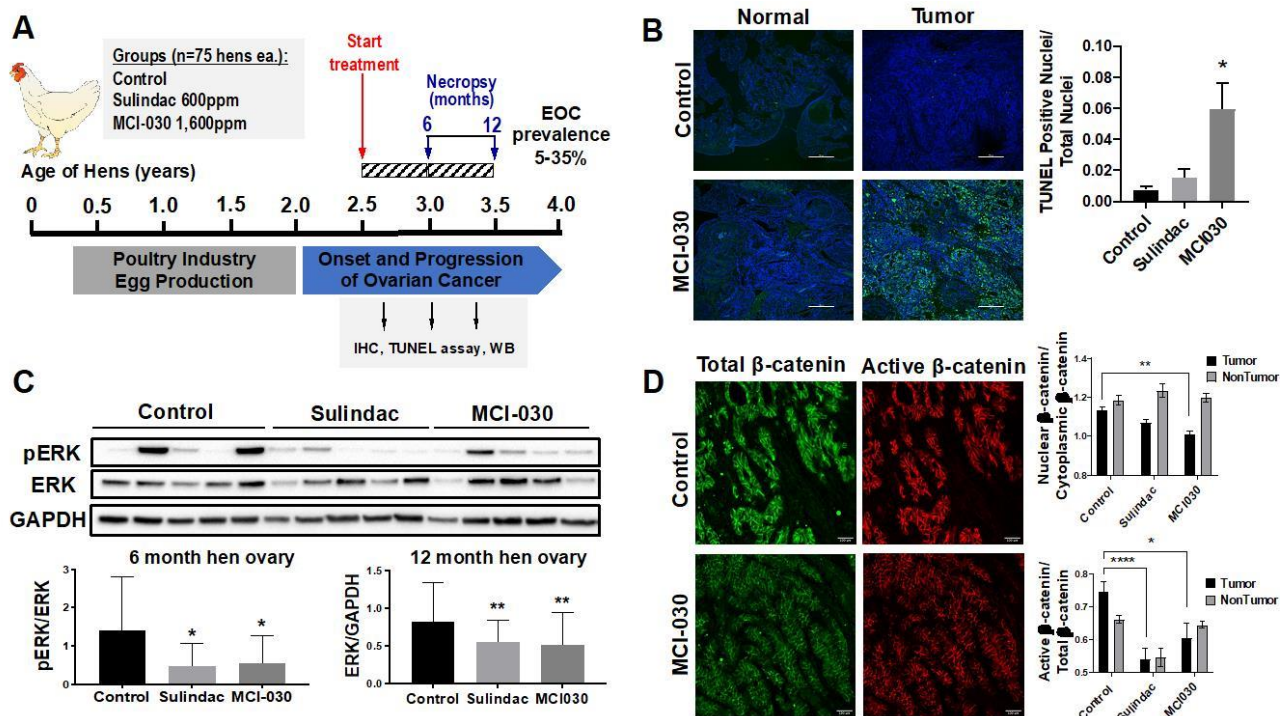 A
Groups (n=75 hens ea.):
Control
Sulindac 600ppm
MCI-030 1,600ppm
Start
treatment
Necropsy
(months)
6 12
EOC
prevalence
5-35%
Age of Hens (years)
0 0.5 1.0 1.5 2.0 2.5 3.0 3.5 4.0
Poultry Industry
Egg Production
Onset and Progression
of Ovarian Cancer
IHC, TUNEL assay, WB
B
Normal Tumor
Control
MCI-030
TUNEL Positive Nuclei/
Total Nuclei
0.10
0.08
0.06
0.04
0.02
0.00
*
Control Sulindac MCI030
C
Control Sulindac MCI-030
pERK
ERK
GAPDH
6 month hen ovary
pERK/ERK
3
2
1
0
* *
Control Sulindac MCI-030
12 month hen ovary
ERK/GAPDH
1.5
1.0
0.5
0.0
** **
Control Sulindac MCI030
D
Total β-catenin Active β-catenin
Control
MCI-030
Nuclear β-catenin/
Cytoplasmic β-catenin
1.4
1.2
1.0
0.8
**
Tumor
NonTumor
Control Sulindac MCI030
Active β-catenin/
Total β-catenin
0.8
0.7
0.6
0.5
*
****
Tumor
NonTumor
Control Sulindac MCI030